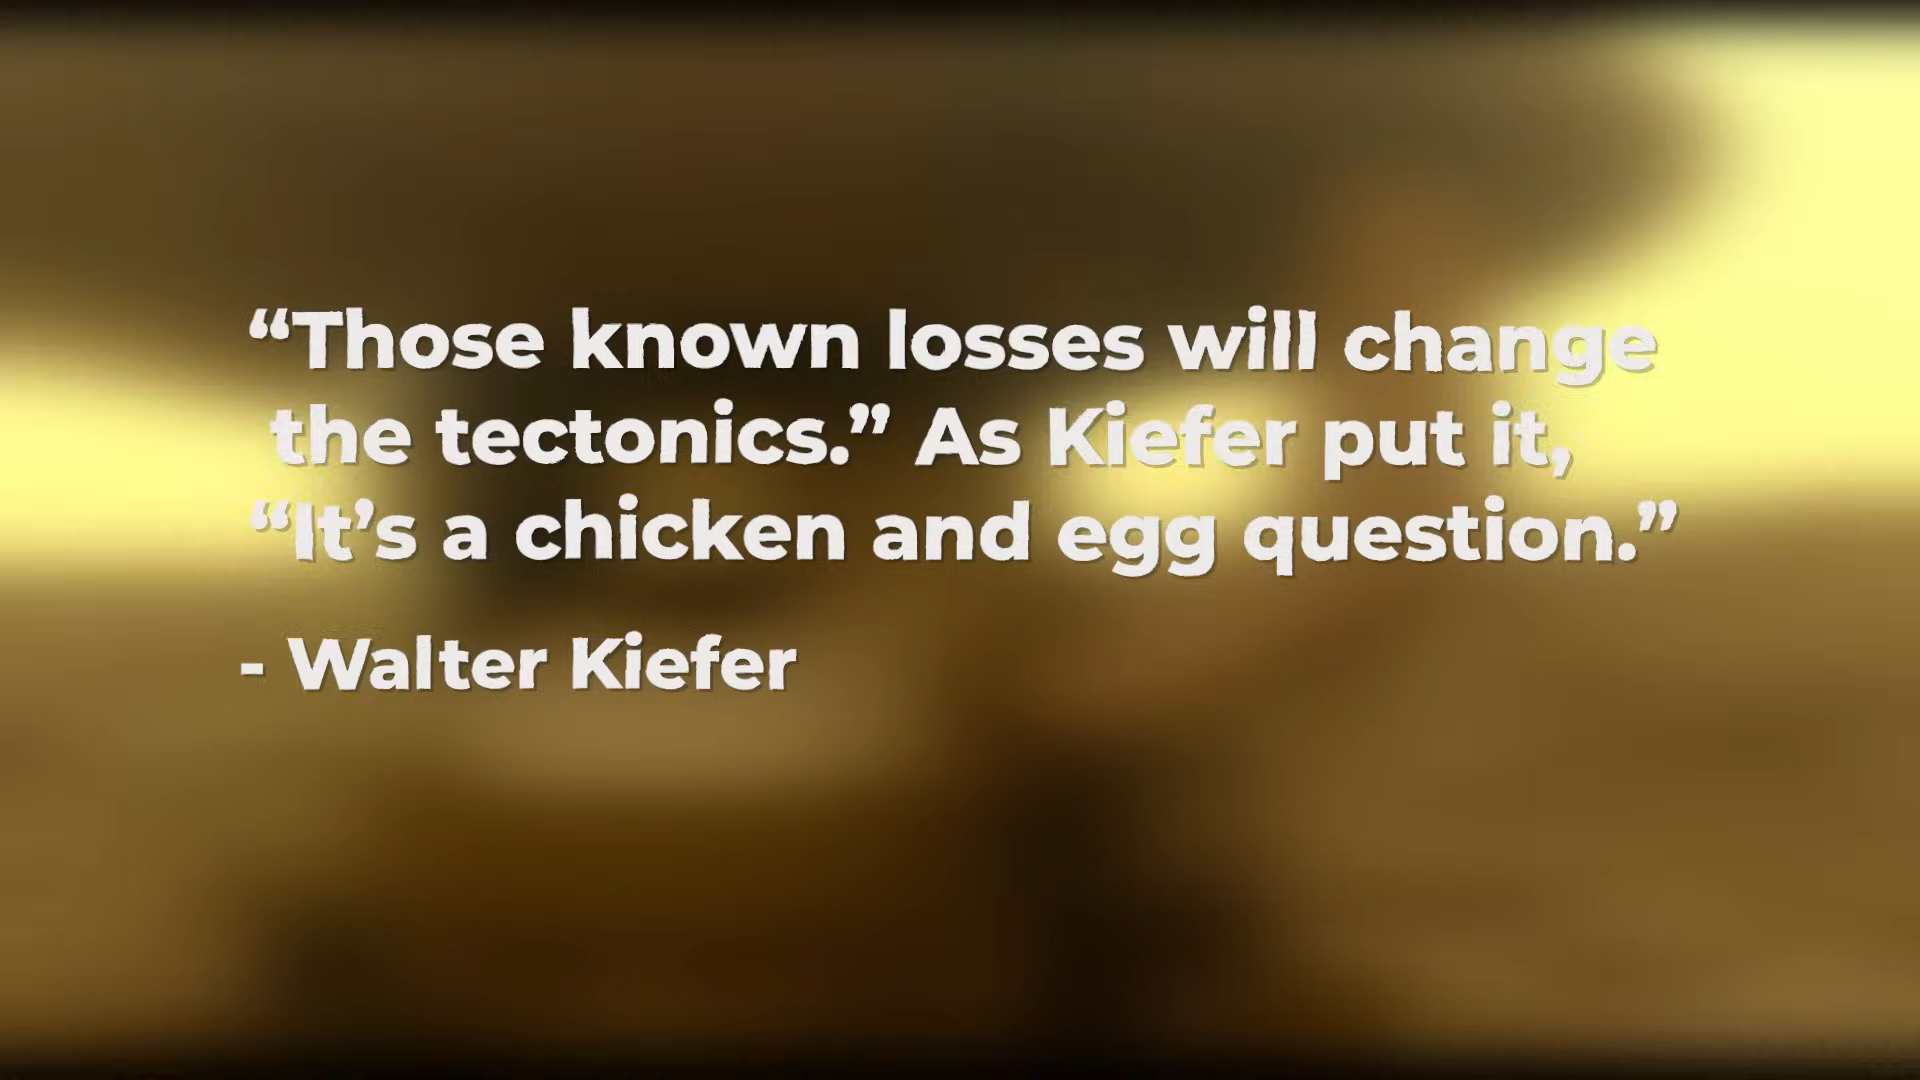 “Those known losses will change
the tectonics.” As Kiefer put it,
“It’s a chicken and egg question.”
- Walter Kiefer